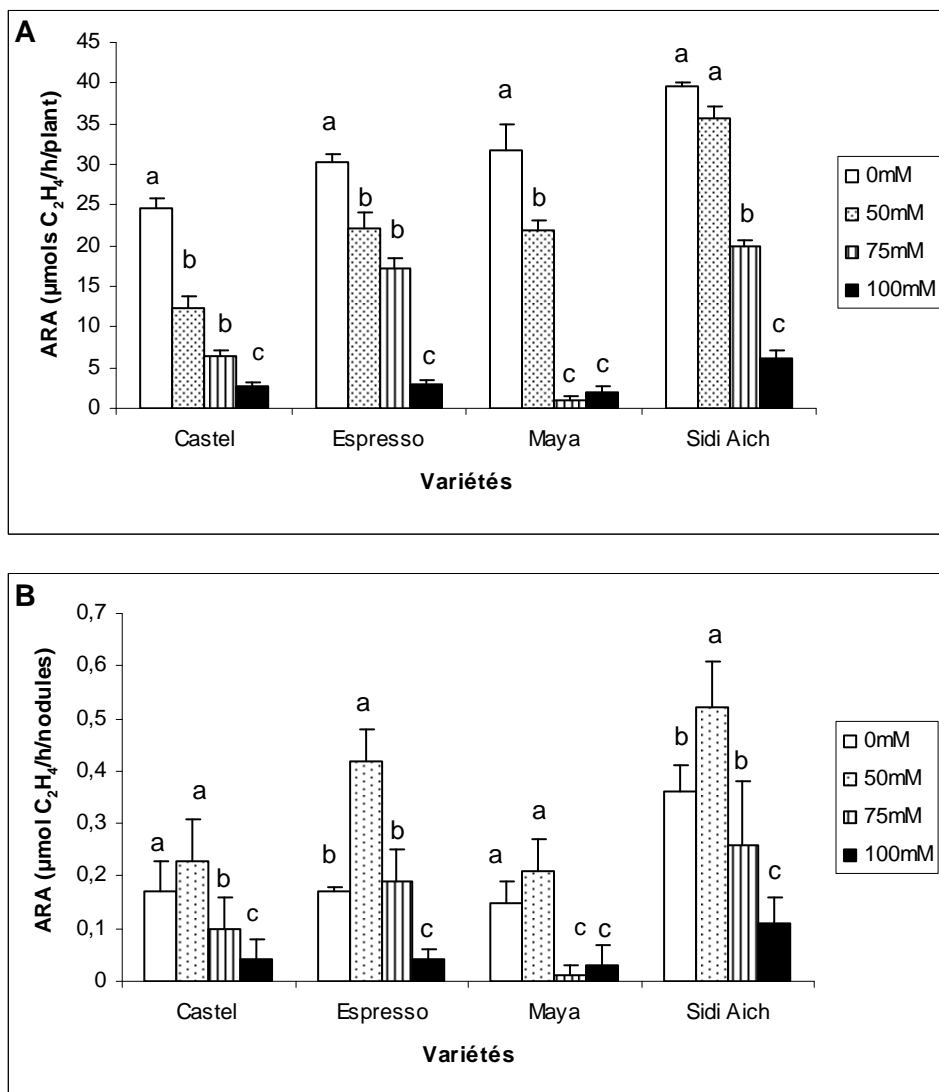 A
ARA (µmols C₂H₄/h/plant)
45
40
35
30
25
20
15
10
5
0
a b b c
a b b c
a b c c
a a b c
Castel Espresso Maya Sidi Aich
Variétés
0mM
50mM
75mM
100mM
B
ARA (µmol C₂H₄/h/nodules)
0,7
0,6
0,5
0,4
0,3
0,2
0,1
0
a a b c
b a b c
a a c c
b a b c
Castel Espresso Maya Sidi Aich
Variétés
0mM
50mM
75mM
100mM